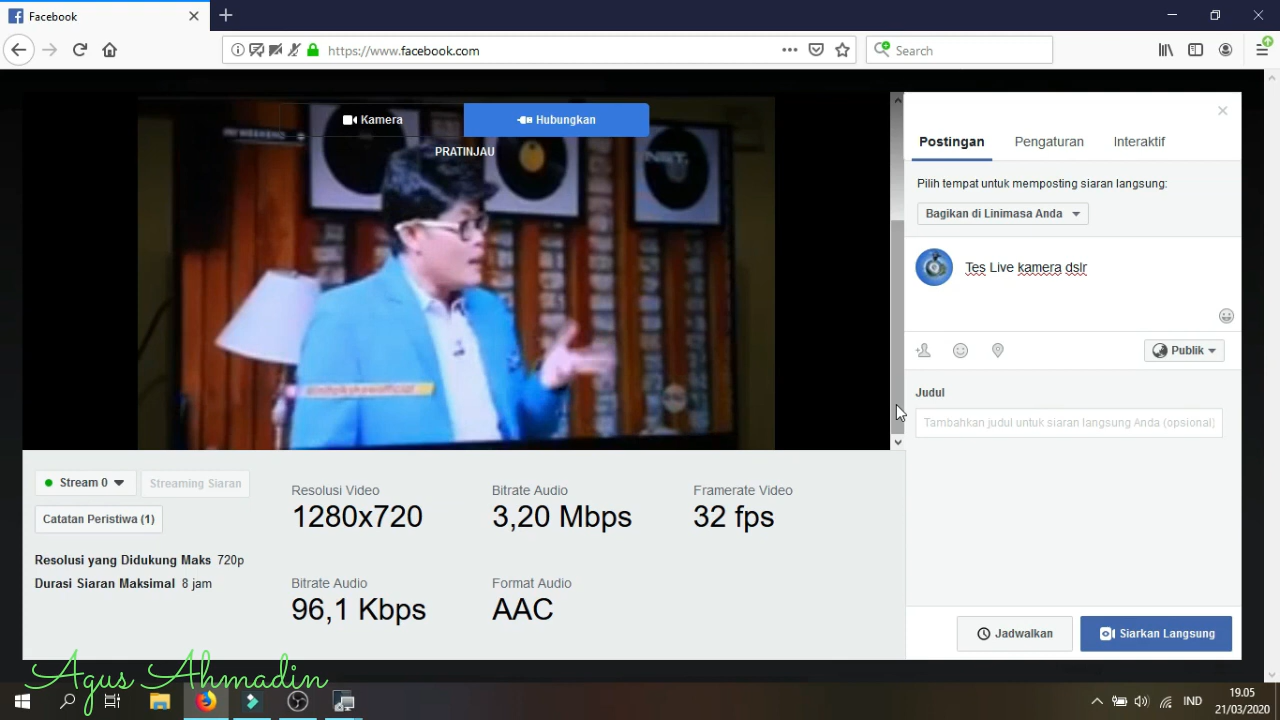 Facebook
https://www.facebook.com
Search
Kamera
Hubungkan
PRATINJAU
NET.
Postingan
Pengaturan
Interaktif
Pilih tempat untuk memposting siaran langsung:
Bagikan di Linimasa Anda
Tes Live kamera dslr
Publik
Judul
Tambahkan judul untuk siaran langsung Anda (opsional)
Stream 0
Streaming Siaran
Catatan Peristiwa (1)
Resolusi yang Didukung Maks 720p
Durasi Siaran Maksimal 8 jam
Resolusi Video
1280x720
Bitrate Audio
3,20 Mbps
Framerate Video
32 fps
Bitrate Audio
96,1 Kbps
Format Audio
AAC
Jadwalkan
Siarkan Langsung
Agus Ahmadin
IND
19.05
21/03/2020